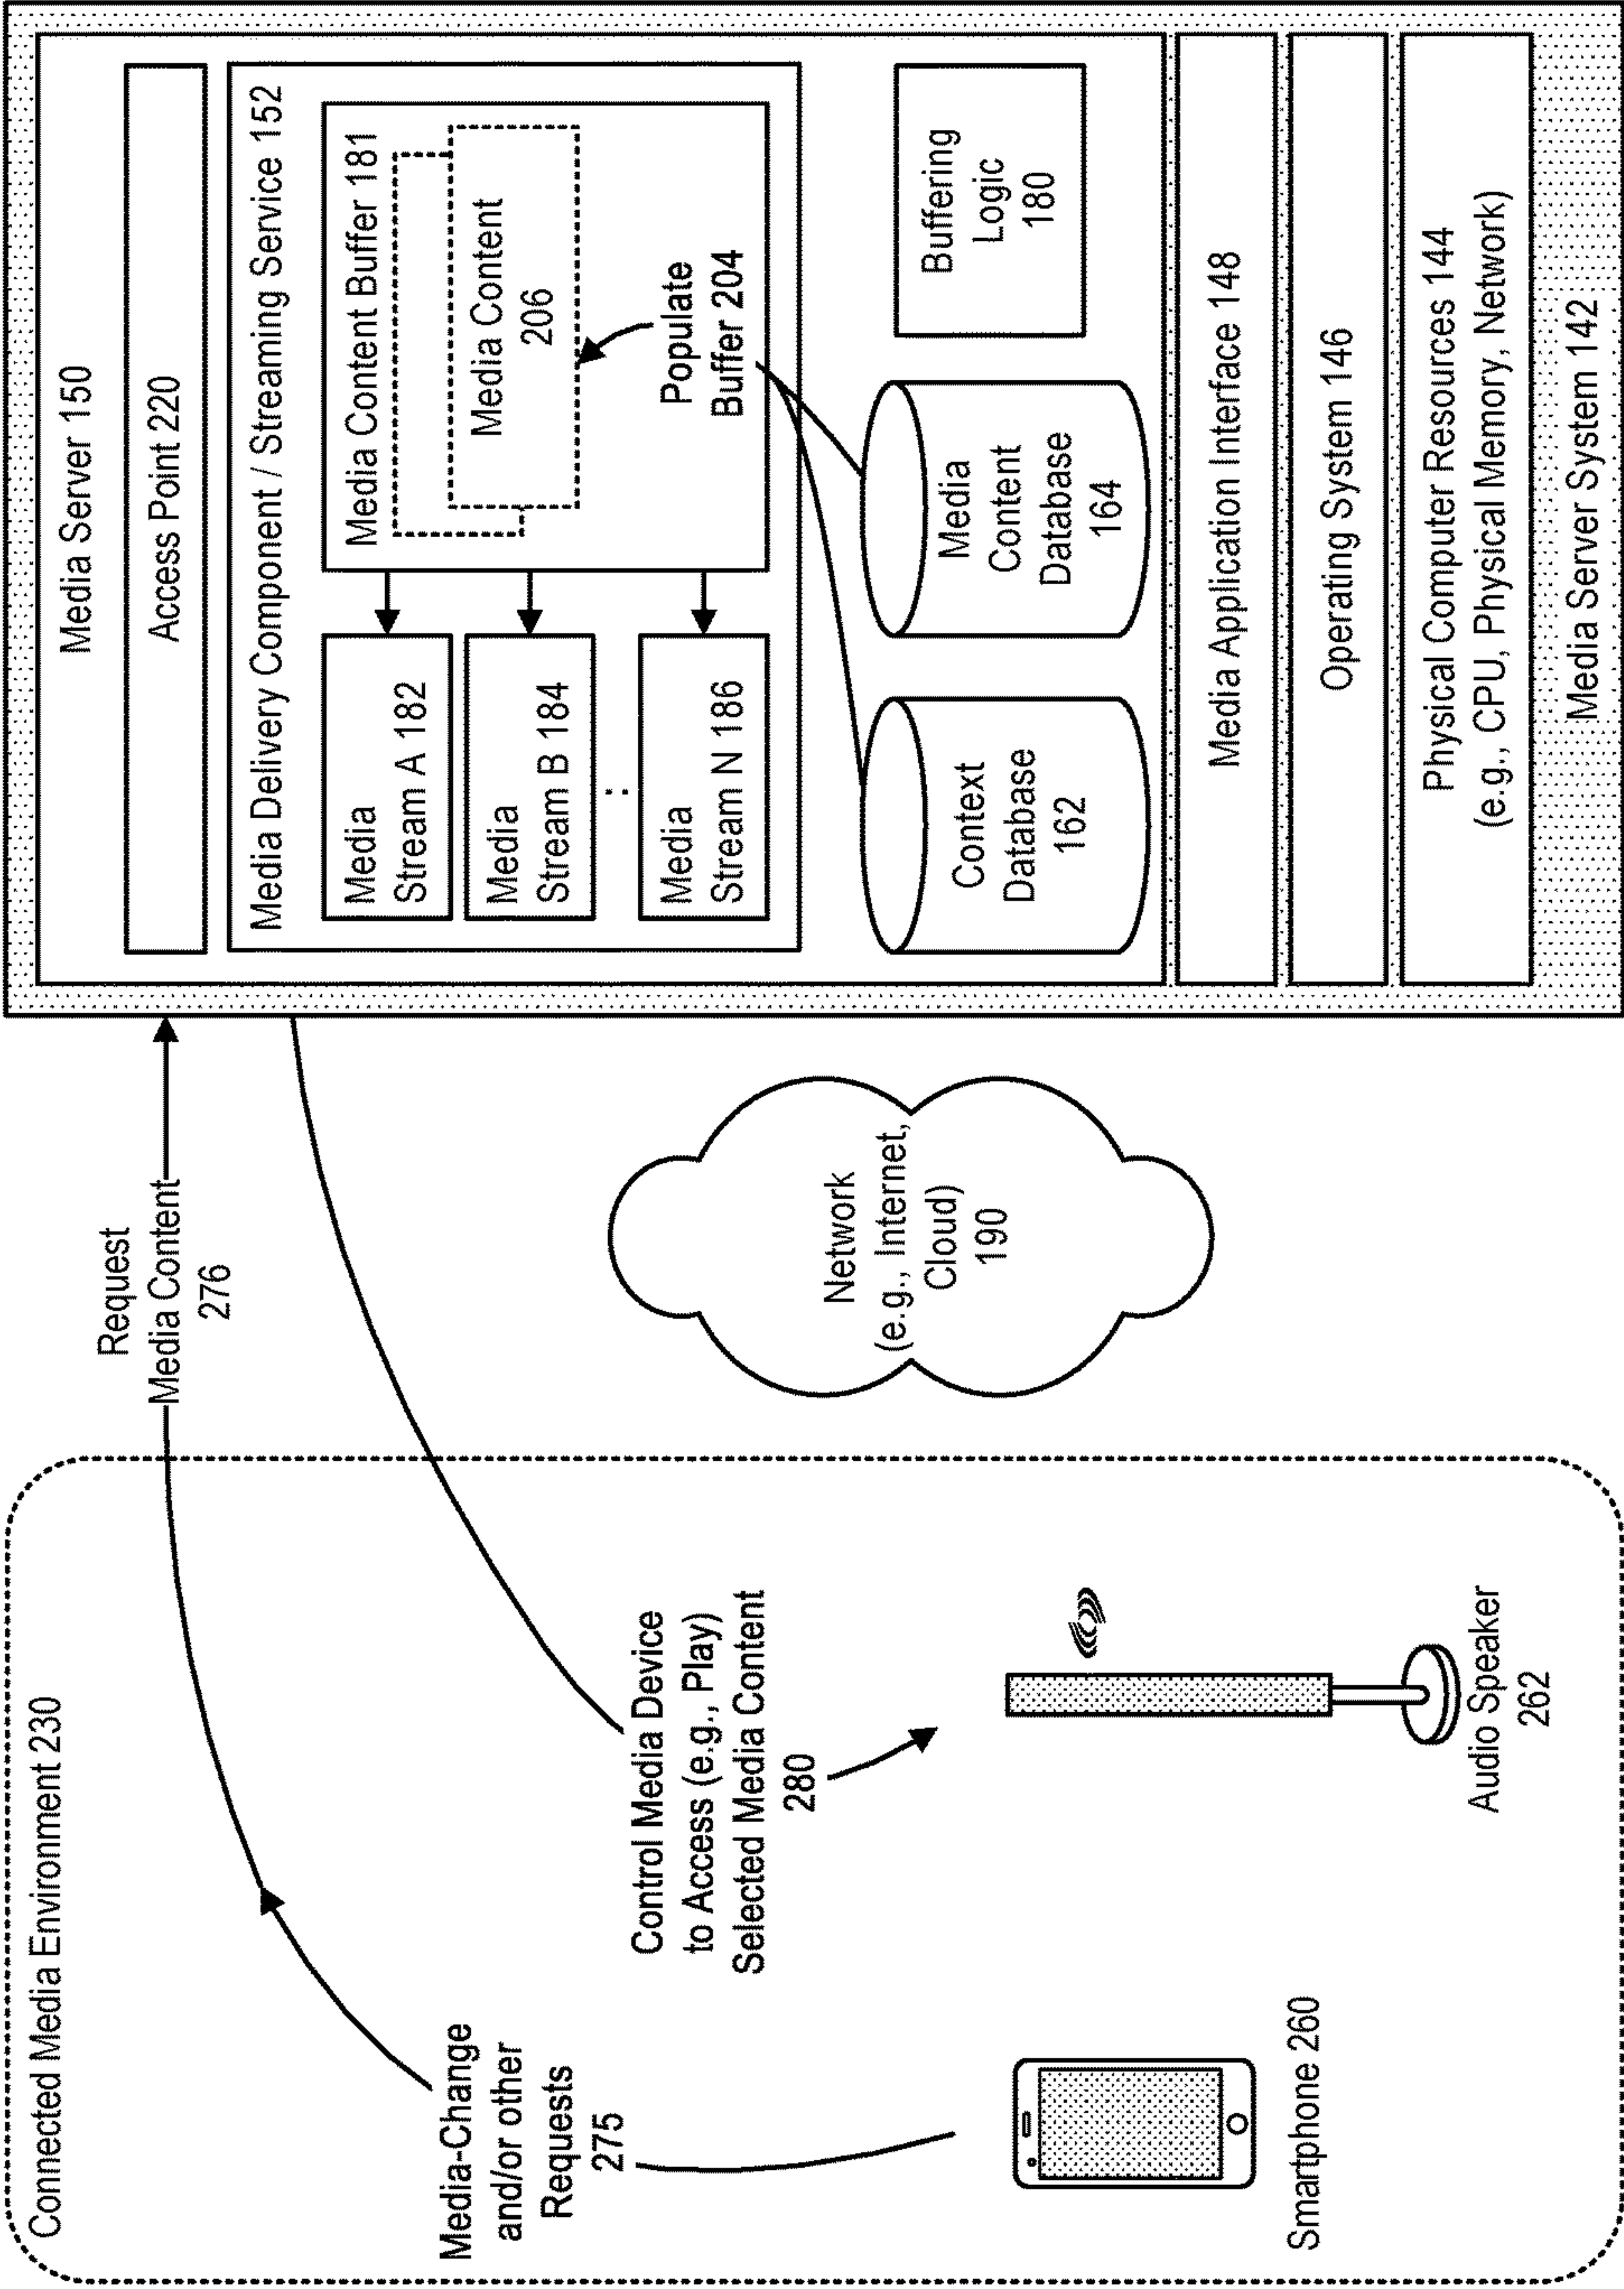 Connected Media Environment 230
Media-Change
and/or other
Requests
275
Smartphone 260
Control Media Device
to Access (e.g., Play)
Selected Media Content
280
Audio Speaker
262
Request
Media Content
276
Network
(e.g., Internet,
Cloud)
190
Media Server 150
Access Point 220
Media Delivery Component / Streaming Service 152
Media
Stream A 182
Media
Stream B 184
:
Media
Stream N 186
Media Content Buffer 181
Media Content
206
Populate
Buffer 204
Context
Database
162
Media
Content
Database
164
Buffering
Logic
180
Media Application Interface 148
Operating System 146
Physical Computer Resources 144
(e.g., CPU, Physical Memory, Network)
Media Server System 142